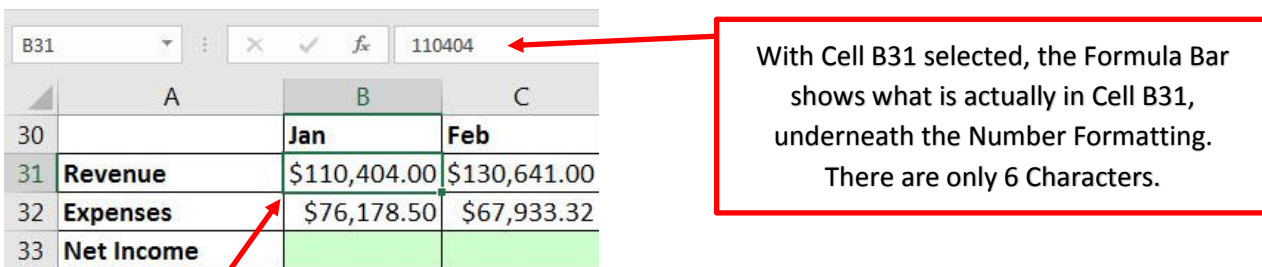 B31 fx 110404
A B C
30 Jan Feb
31 Revenue $110,404.00 $130,641.00
32 Expenses $76,178.50 $67,933.32
33 Net Income
With Cell B31 selected, the Formula Bar
shows what is actually in Cell B31,
underneath the Number Formatting.
There are only 6 Characters.